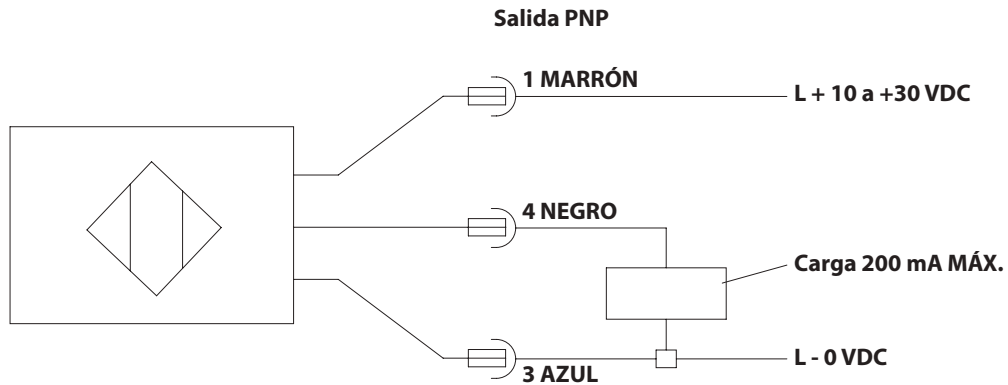 Salida PNP
1 MARRÓN
L + 10 a +30 VDC
4 NEGRO
Carga 200 mA MÁX.
L - 0 VDC
3 AZUL